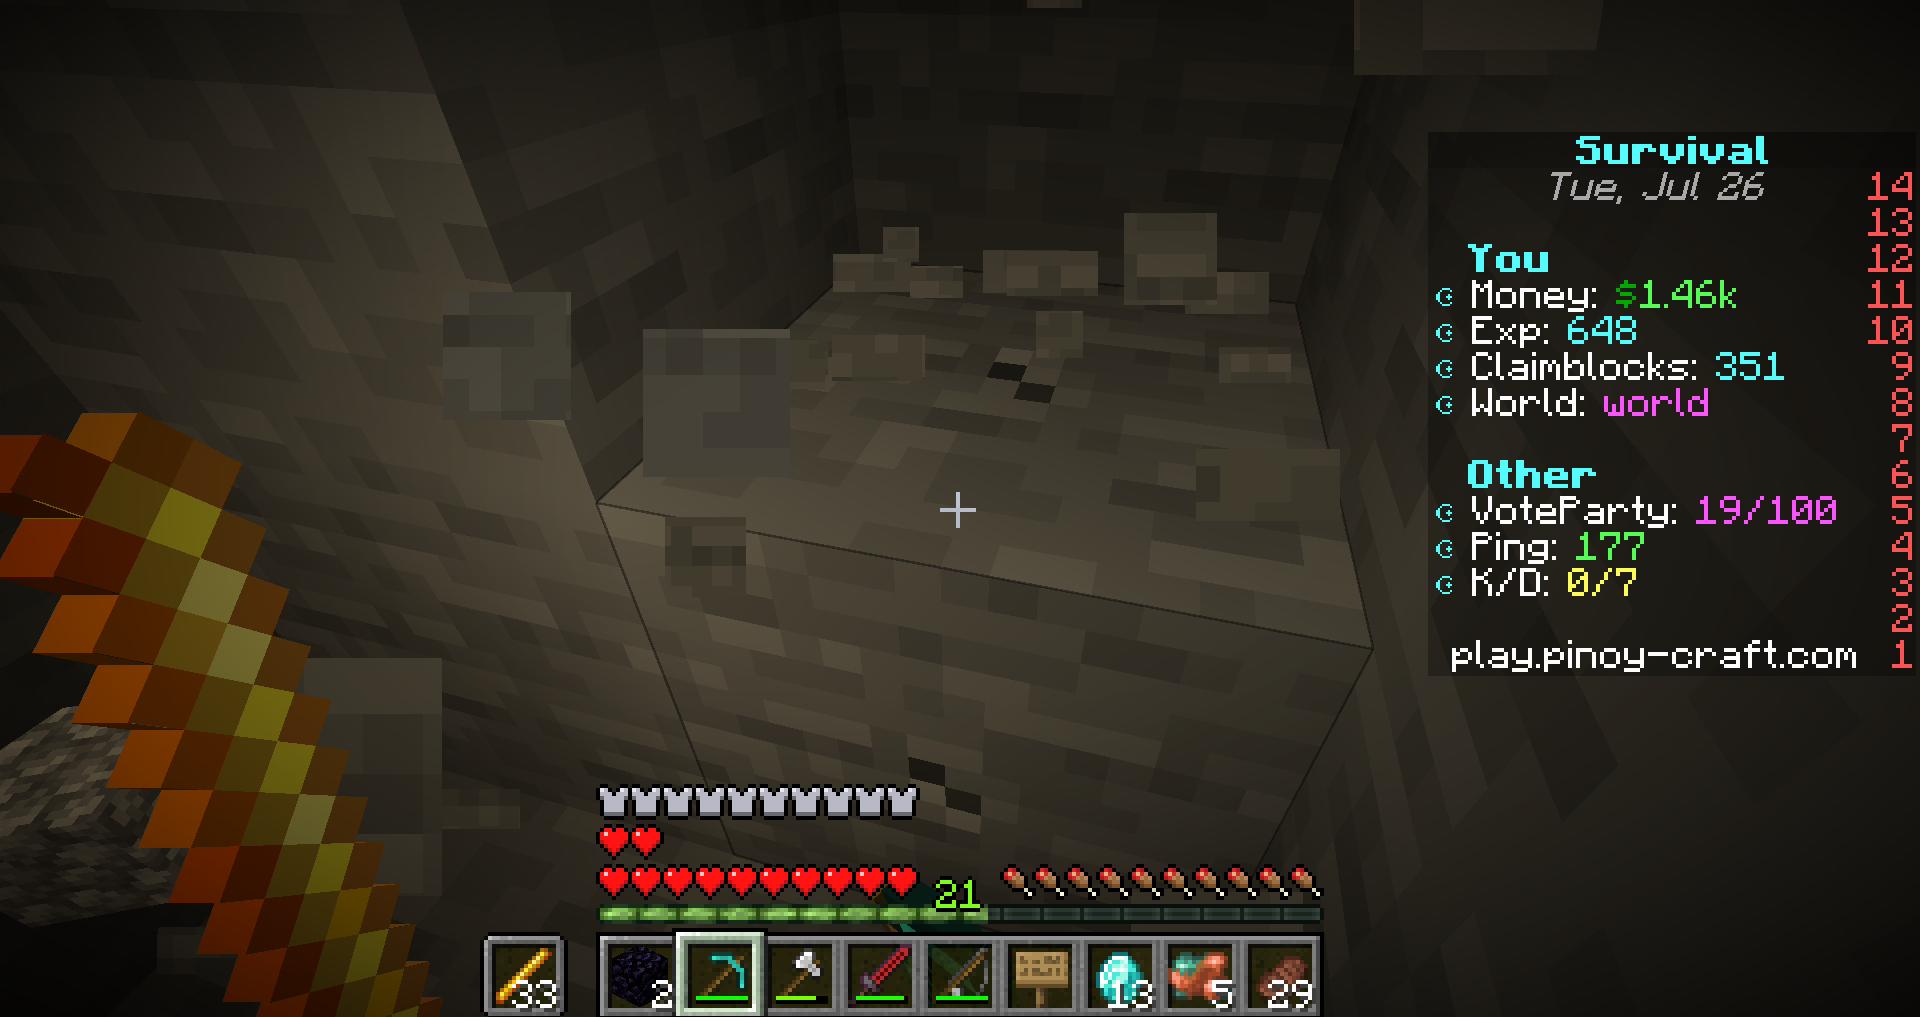 Survival
Tue, Jul 26 14
13
You 12
Money: $1.46k 11
Exp: 648 10
Claimblocks: 351 9
World: world 8
7
Other 6
VoteParty: 19/100 5
Ping: 177 4
K/D: 0/7 3
2
play.pinoy-craft.com 1
21
33 2 13 5 29